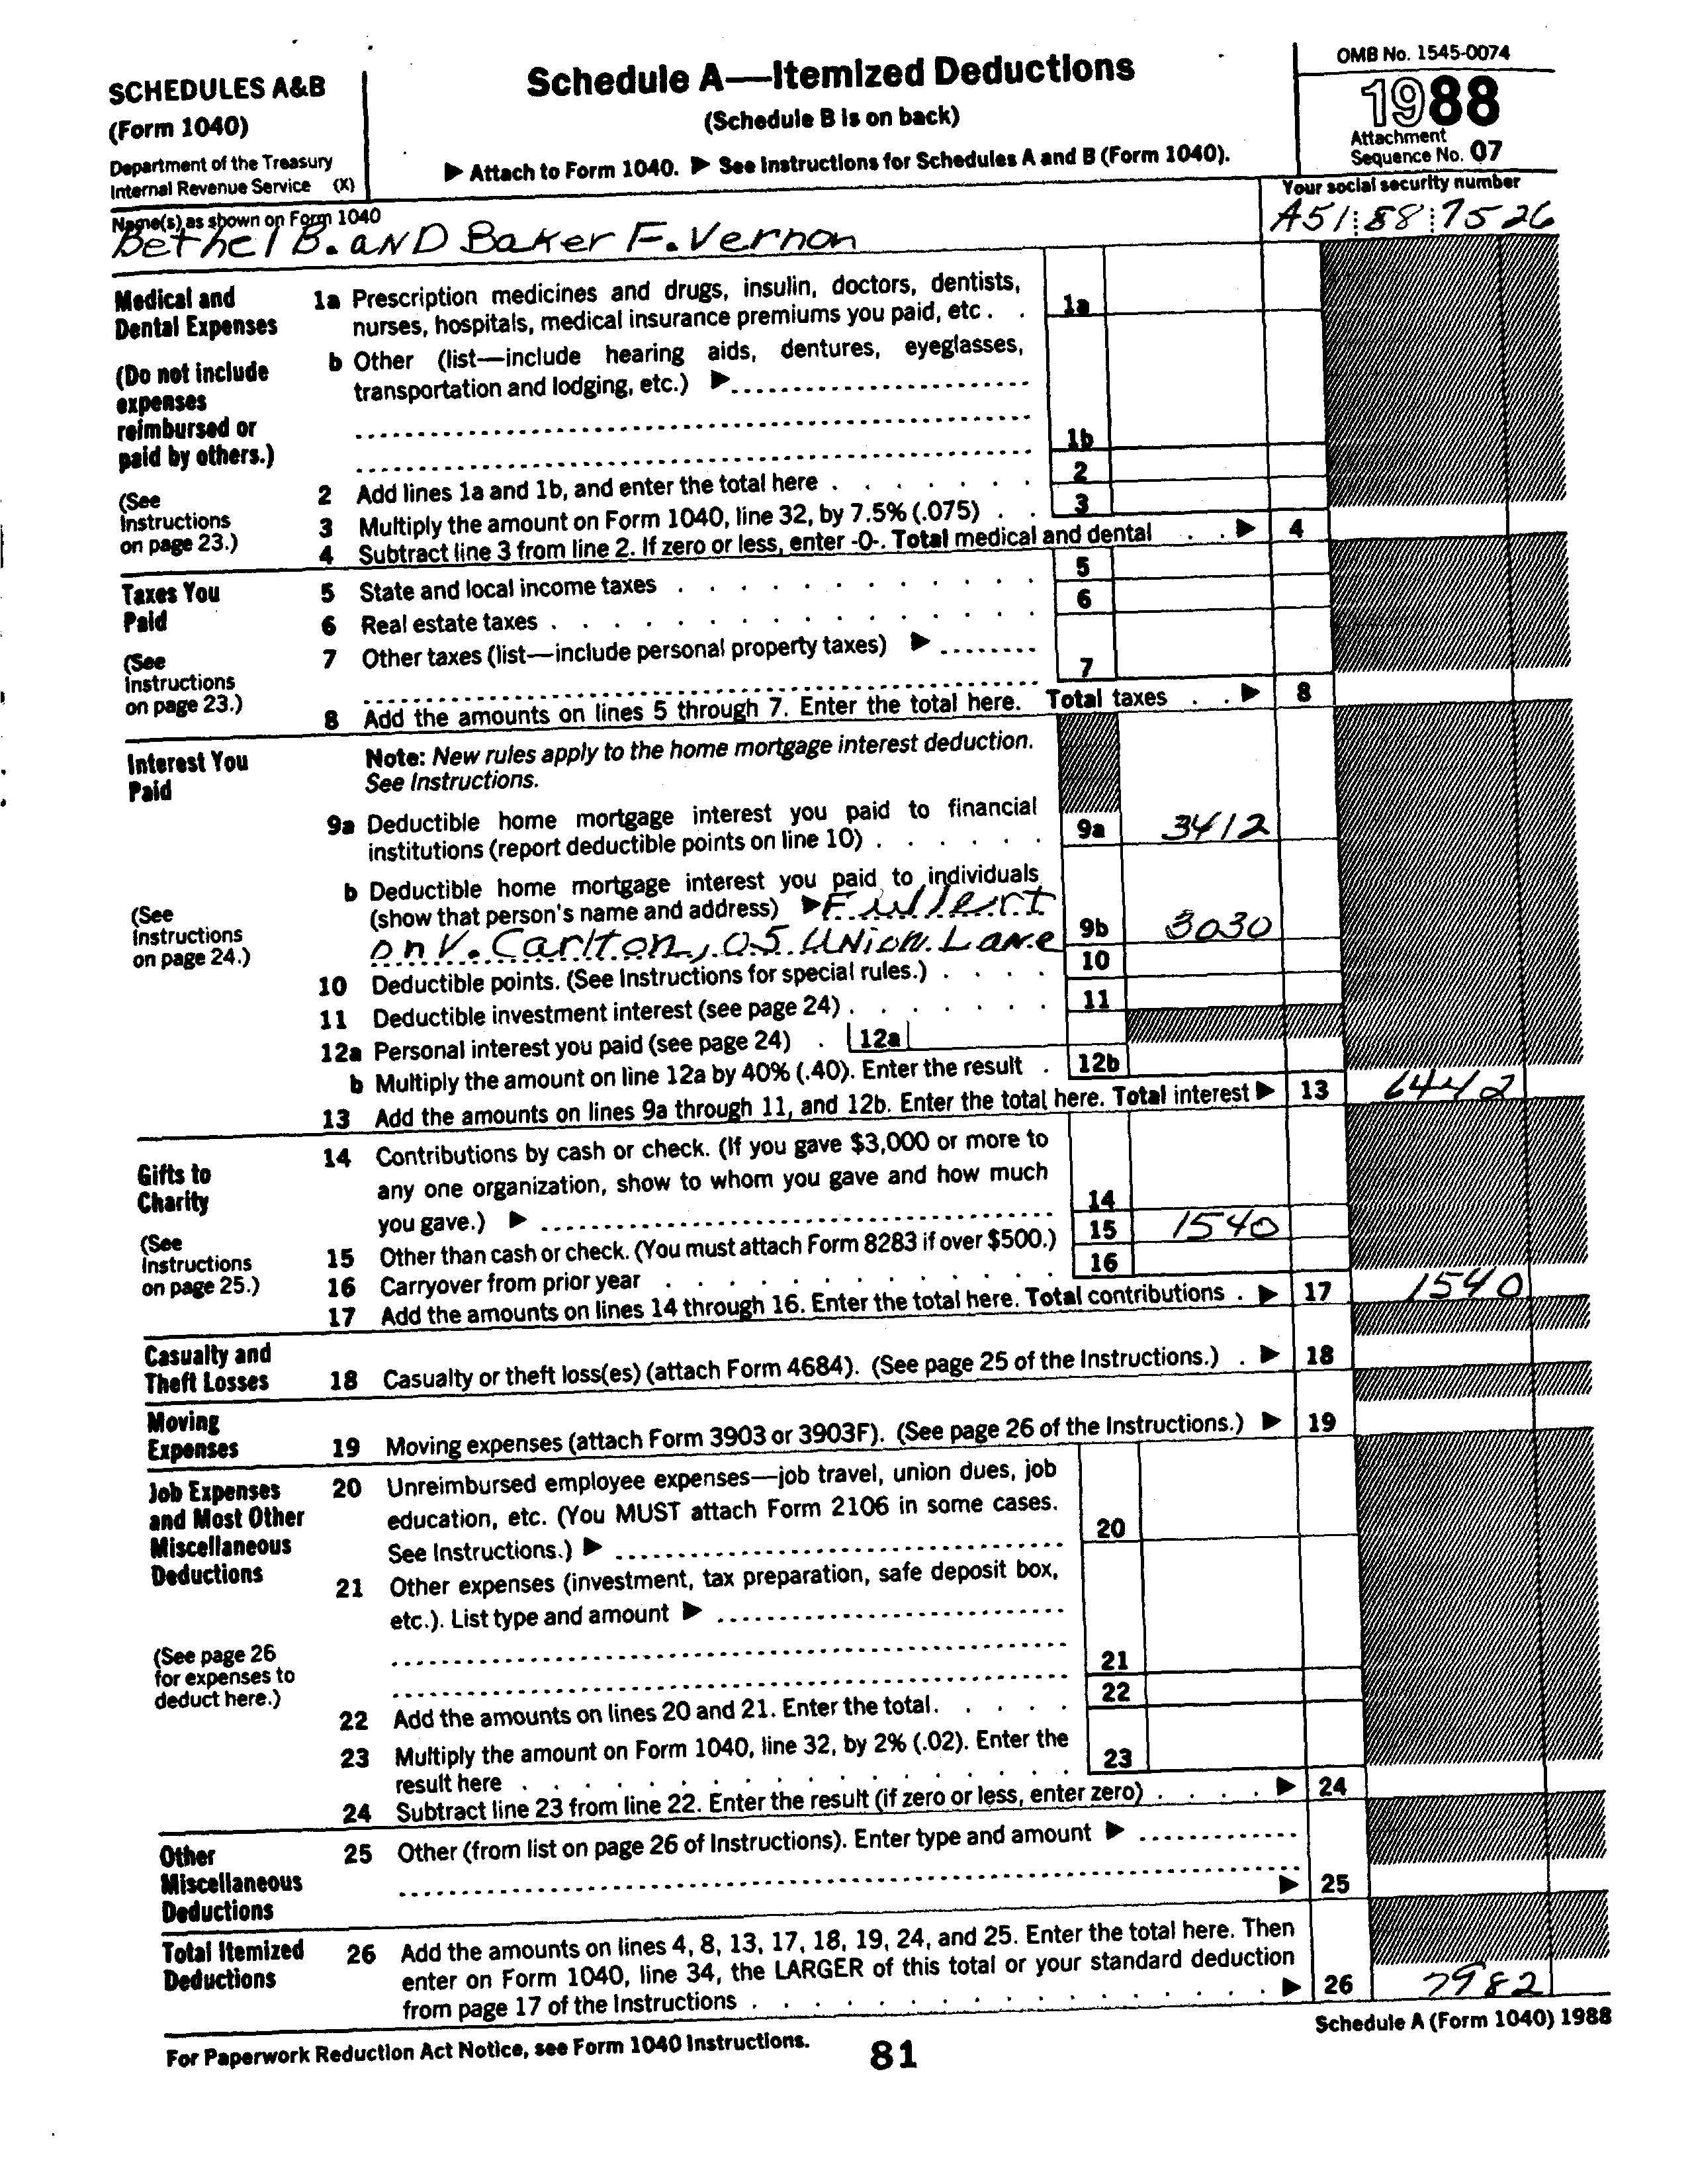 SCHEDULES A&B
(Form 1040)
Department of the Treasury
Internal Revenue Service (X)
Schedule A—Itemized Deductions
(Schedule B is on back)
▶ Attach to Form 1040. ▶ See Instructions for Schedules A and B (Form 1040).
OMB No. 1545-0074
1988
Attachment
Sequence No. 07
Name(s) as shown on Form 1040
Bethel B. aND Baker F. Vernon
Your social security number
A51 88 7526
Medical and
Dental Expenses
(Do not include
expenses
reimbursed or
paid by others.)
(See
Instructions
on page 23.)
1a Prescription medicines and drugs, insulin, doctors, dentists,
nurses, hospitals, medical insurance premiums you paid, etc . . 1a
b Other (list—include hearing aids, dentures, eyeglasses,
transportation and lodging, etc.) ▶
1b
2 Add lines 1a and 1b, and enter the total here . . . . . . . 2
3 Multiply the amount on Form 1040, line 32, by 7.5% (.075) . . 3
4 Subtract line 3 from line 2. If zero or less, enter -0-. Total medical and dental . . ▶ 4
Taxes You
Paid
(See
Instructions
on page 23.)
5 State and local income taxes . . . . . . . . . . . 5
6 Real estate taxes . . . . . . . . . . . . . . 6
7 Other taxes (list—include personal property taxes) ▶
7
8 Add the amounts on lines 5 through 7. Enter the total here. Total taxes . . ▶ 8
Interest You
Paid
(See
Instructions
on page 24.)
Note: New rules apply to the home mortgage interest deduction.
See Instructions.
9a Deductible home mortgage interest you paid to financial
institutions (report deductible points on line 10) . . . . . . 9a 3412
b Deductible home mortgage interest you paid to individuals
(show that person's name and address) ▶ Fullert
on V. Carlton, 05 UNion Lane 9b 3030
10 Deductible points. (See Instructions for special rules.) . . . . 10
11 Deductible investment interest (see page 24) . . . . . . . 11
12a Personal interest you paid (see page 24) . 12a
b Multiply the amount on line 12a by 40% (.40). Enter the result . 12b
13 Add the amounts on lines 9a through 11, and 12b. Enter the total here. Total interest ▶ 13 6442
Gifts to
Charity
(See
Instructions
on page 25.)
14 Contributions by cash or check. (If you gave $3,000 or more to
any one organization, show to whom you gave and how much
you gave.) ▶ 14
15 Other than cash or check. (You must attach Form 8283 if over $500.) 15 1540
16 Carryover from prior year . . . . . . . . . . . . 16
17 Add the amounts on lines 14 through 16. Enter the total here. Total contributions . ▶ 17 1540
Casualty and
Theft Losses
18 Casualty or theft loss(es) (attach Form 4684). (See page 25 of the Instructions.) . ▶ 18
Moving
Expenses
19 Moving expenses (attach Form 3903 or 3903F). (See page 26 of the Instructions.) ▶ 19
Job Expenses
and Most Other
Miscellaneous
Deductions
(See page 26
for expenses to
deduct here.)
20 Unreimbursed employee expenses—job travel, union dues, job
education, etc. (You MUST attach Form 2106 in some cases.
See Instructions.) ▶ 20
21 Other expenses (investment, tax preparation, safe deposit box,
etc.). List type and amount ▶
21
22 Add the amounts on lines 20 and 21. Enter the total. . . . . 22
23 Multiply the amount on Form 1040, line 32, by 2% (.02). Enter the
result here . . . . . . . . . . . . . . . . . . 23
24 Subtract line 23 from line 22. Enter the result (if zero or less, enter zero) . . . . ▶ 24
Other
Miscellaneous
Deductions
25 Other (from list on page 26 of Instructions). Enter type and amount ▶
▶ 25
Total Itemized
Deductions
26 Add the amounts on lines 4, 8, 13, 17, 18, 19, 24, and 25. Enter the total here. Then
enter on Form 1040, line 34, the LARGER of this total or your standard deduction
from page 17 of the Instructions . . . . . . . . . . . . . . . . ▶ 26 7982
For Paperwork Reduction Act Notice, see Form 1040 Instructions.
81
Schedule A (Form 1040) 1988